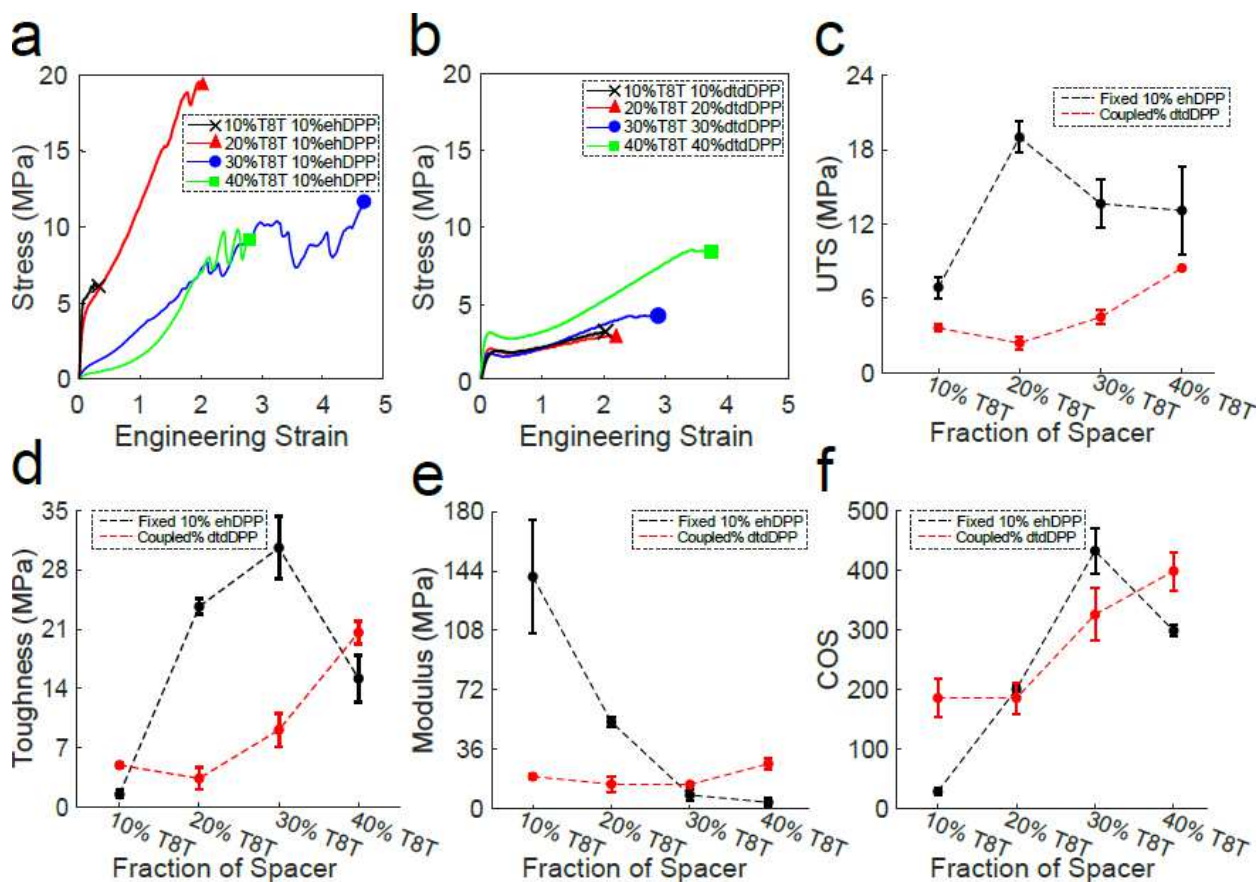 a
20
15
10
5
0
Stress (MPa)
10%T8T 10%ehDPP
20%T8T 10%ehDPP
30%T8T 10%ehDPP
40%T8T 10%ehDPP
0 1 2 3 4 5
Engineering Strain
b
20
15
10
5
0
Stress (MPa)
10%T8T 10%dtdDPP
20%T8T 20%dtdDPP
30%T8T 30%dtdDPP
40%T8T 40%dtdDPP
0 1 2 3 4 5
Engineering Strain
c
24
18
12
6
0
UTS (MPa)
Fixed 10% ehDPP
Coupled% dtdDPP
10% T8T 20% T8T 30% T8T 40% T8T
Fraction of Spacer
d
35
28
21
14
7
0
Toughness (MPa)
Fixed 10% ehDPP
Coupled% dtdDPP
10% T8T 20% T8T 30% T8T 40% T8T
Fraction of Spacer
e
180
144
108
72
36
0
Modulus (MPa)
Fixed 10% ehDPP
Coupled% dtdDPP
10% T8T 20% T8T 30% T8T 40% T8T
Fraction of Spacer
f
500
400
300
200
100
0
COS
Fixed 10% ehDPP
Coupled% dtdDPP
10% T8T 20% T8T 30% T8T 40% T8T
Fraction of Spacer